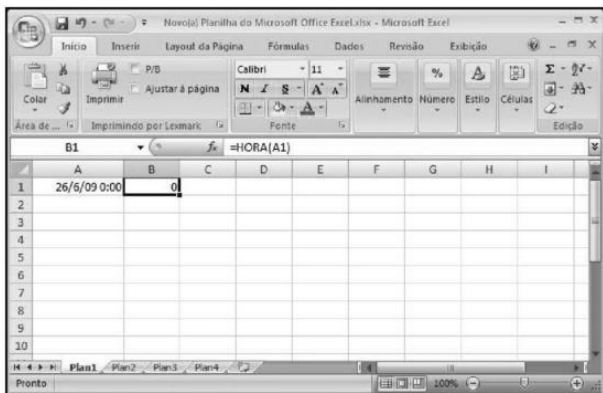 Novo(a) Planilha do Microsoft Office Excel.xlsx - Microsoft Excel
Início Inserir Layout da Página Fórmulas Dados Revisão Exibição
P/B
Ajustar à página
Colar Imprimir
Calibri 11
N I S A A
A
Alinhamento Número Estilo Células
%
Σ
Área de ... Imprimindo por Lexmark Fonte Edição
B1 fx =HORA(A1)
A B C D E F G H I
1 26/6/09 0:00 0
2
3
4
5
6
7
8
9
10
Plan1 Plan2 Plan3 Plan4
Pronto 100%